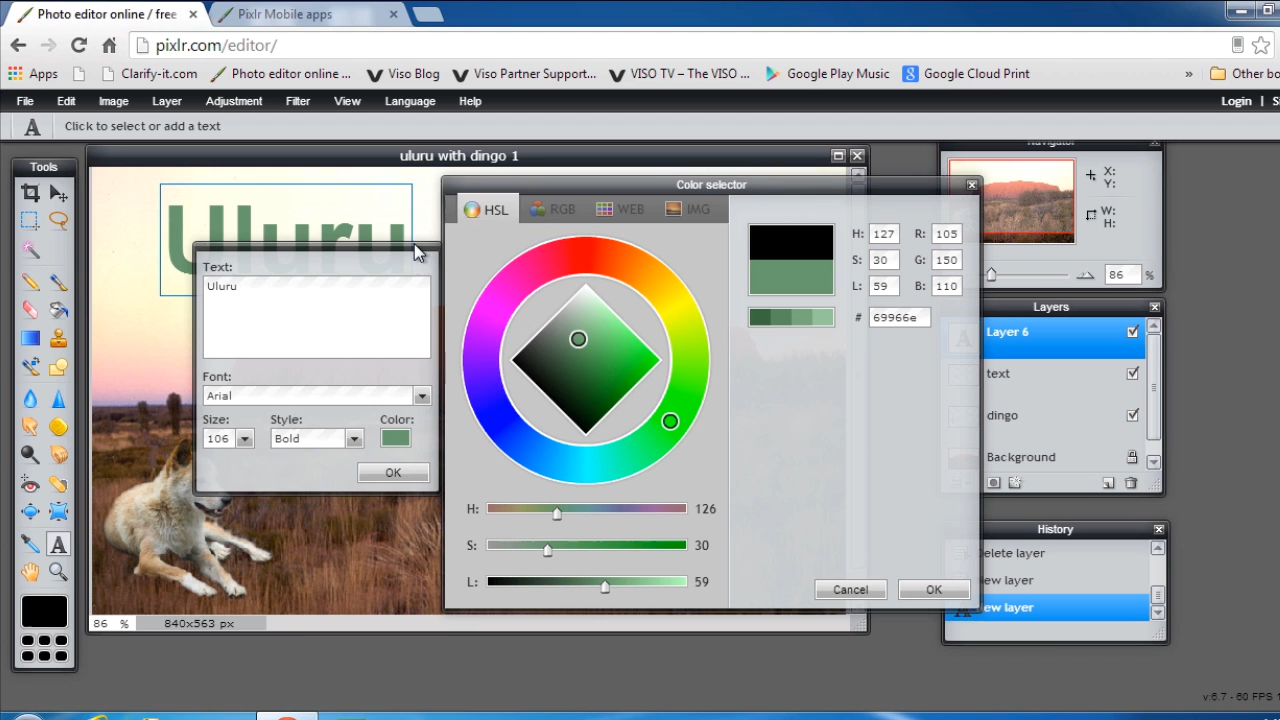 Photo editor online / free
Pixlr Mobile apps
pixlr.com/editor/
Apps
Clarify-it.com
Photo editor online ...
Viso Blog
Viso Partner Support...
VISO TV – The VISO ...
Google Play Music
8 Google Cloud Print
»
Other bo
File Edit Image Layer Adjustment Filter View Language Help
Login |
A Click to select or add a text
Tools
uluru with dingo 1
Uluru
Text:
Uluru
Font:
Arial
Size: Style: Color:
106 Bold
OK
Color selector
HSL RGB WEB IMG
H: 127 R: 105
S: 30 G: 150
L: 59 B: 110
# 69966e
H: 126
S: 30
L: 59
Cancel OK
86 % 840x563 px
Navigator
X:
Y:
W:
H:
86 %
Layers
A Layer 6
text
dingo
Background
History
Delete layer
New layer
New layer
A
v:6.7 - 60 FPS